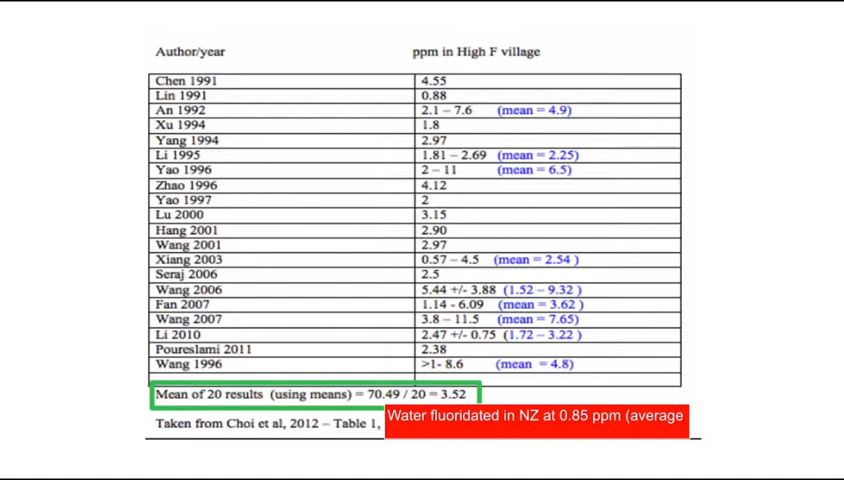 Author/year ppm in High F village
Chen 1991 4.55
Lin 1991 0.88
An 1992 2.1 – 7.6 (mean = 4.9)
Xu 1994 1.8
Yang 1994 2.97
Li 1995 1.81 – 2.69 (mean = 2.25)
Yao 1996 2 – 11 (mean = 6.5)
Zhao 1996 4.12
Yao 1997 2
Lu 2000 3.15
Hang 2001 2.90
Wang 2001 2.97
Xiang 2003 0.57 – 4.5 (mean = 2.54 )
Seraj 2006 2.5
Wang 2006 5.44 +/- 3.88 (1.52 – 9.32 )
Fan 2007 1.14 - 6.09 (mean = 3.62 )
Wang 2007 3.8 – 11.5 (mean = 7.65)
Li 2010 2.47 +/- 0.75 (1.72 – 3.22 )
Poureslami 2011 2.38
Wang 1996 >1- 8.6 (mean = 4.8)
Mean of 20 results (using means) = 70.49 / 20 = 3.52
Water fluoridated in NZ at 0.85 ppm (average
Taken from Choi et al, 2012 – Table 1,